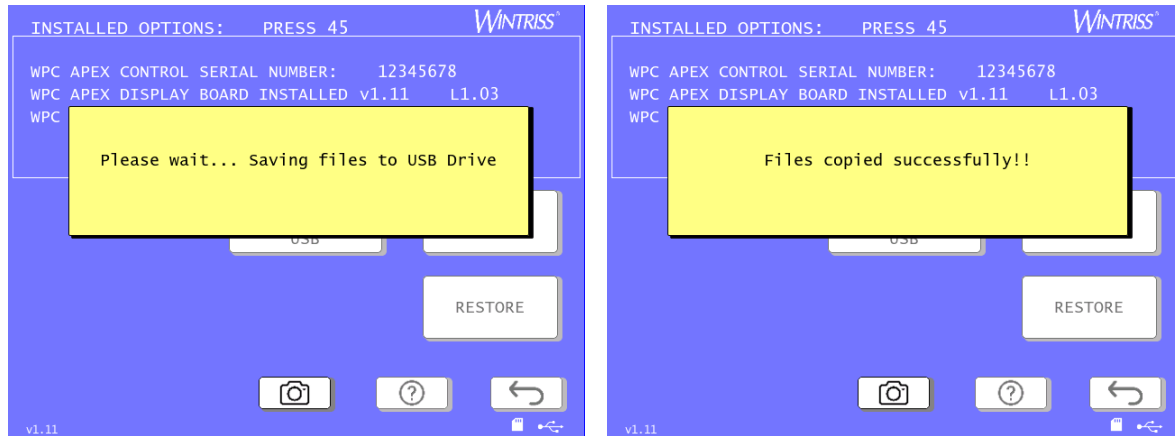 INSTALLED OPTIONS: PRESS 45 WINTRISS®
WPC APEX CONTROL SERIAL NUMBER: 12345678
WPC APEX DISPLAY BOARD INSTALLED v1.11 L1.03
WPC
Please wait... Saving files to USB Drive
USB
RESTORE
v1.11
INSTALLED OPTIONS: PRESS 45 WINTRISS®
WPC APEX CONTROL SERIAL NUMBER: 12345678
WPC APEX DISPLAY BOARD INSTALLED v1.11 L1.03
WPC
Files copied successfully!!
USB
RESTORE
v1.11